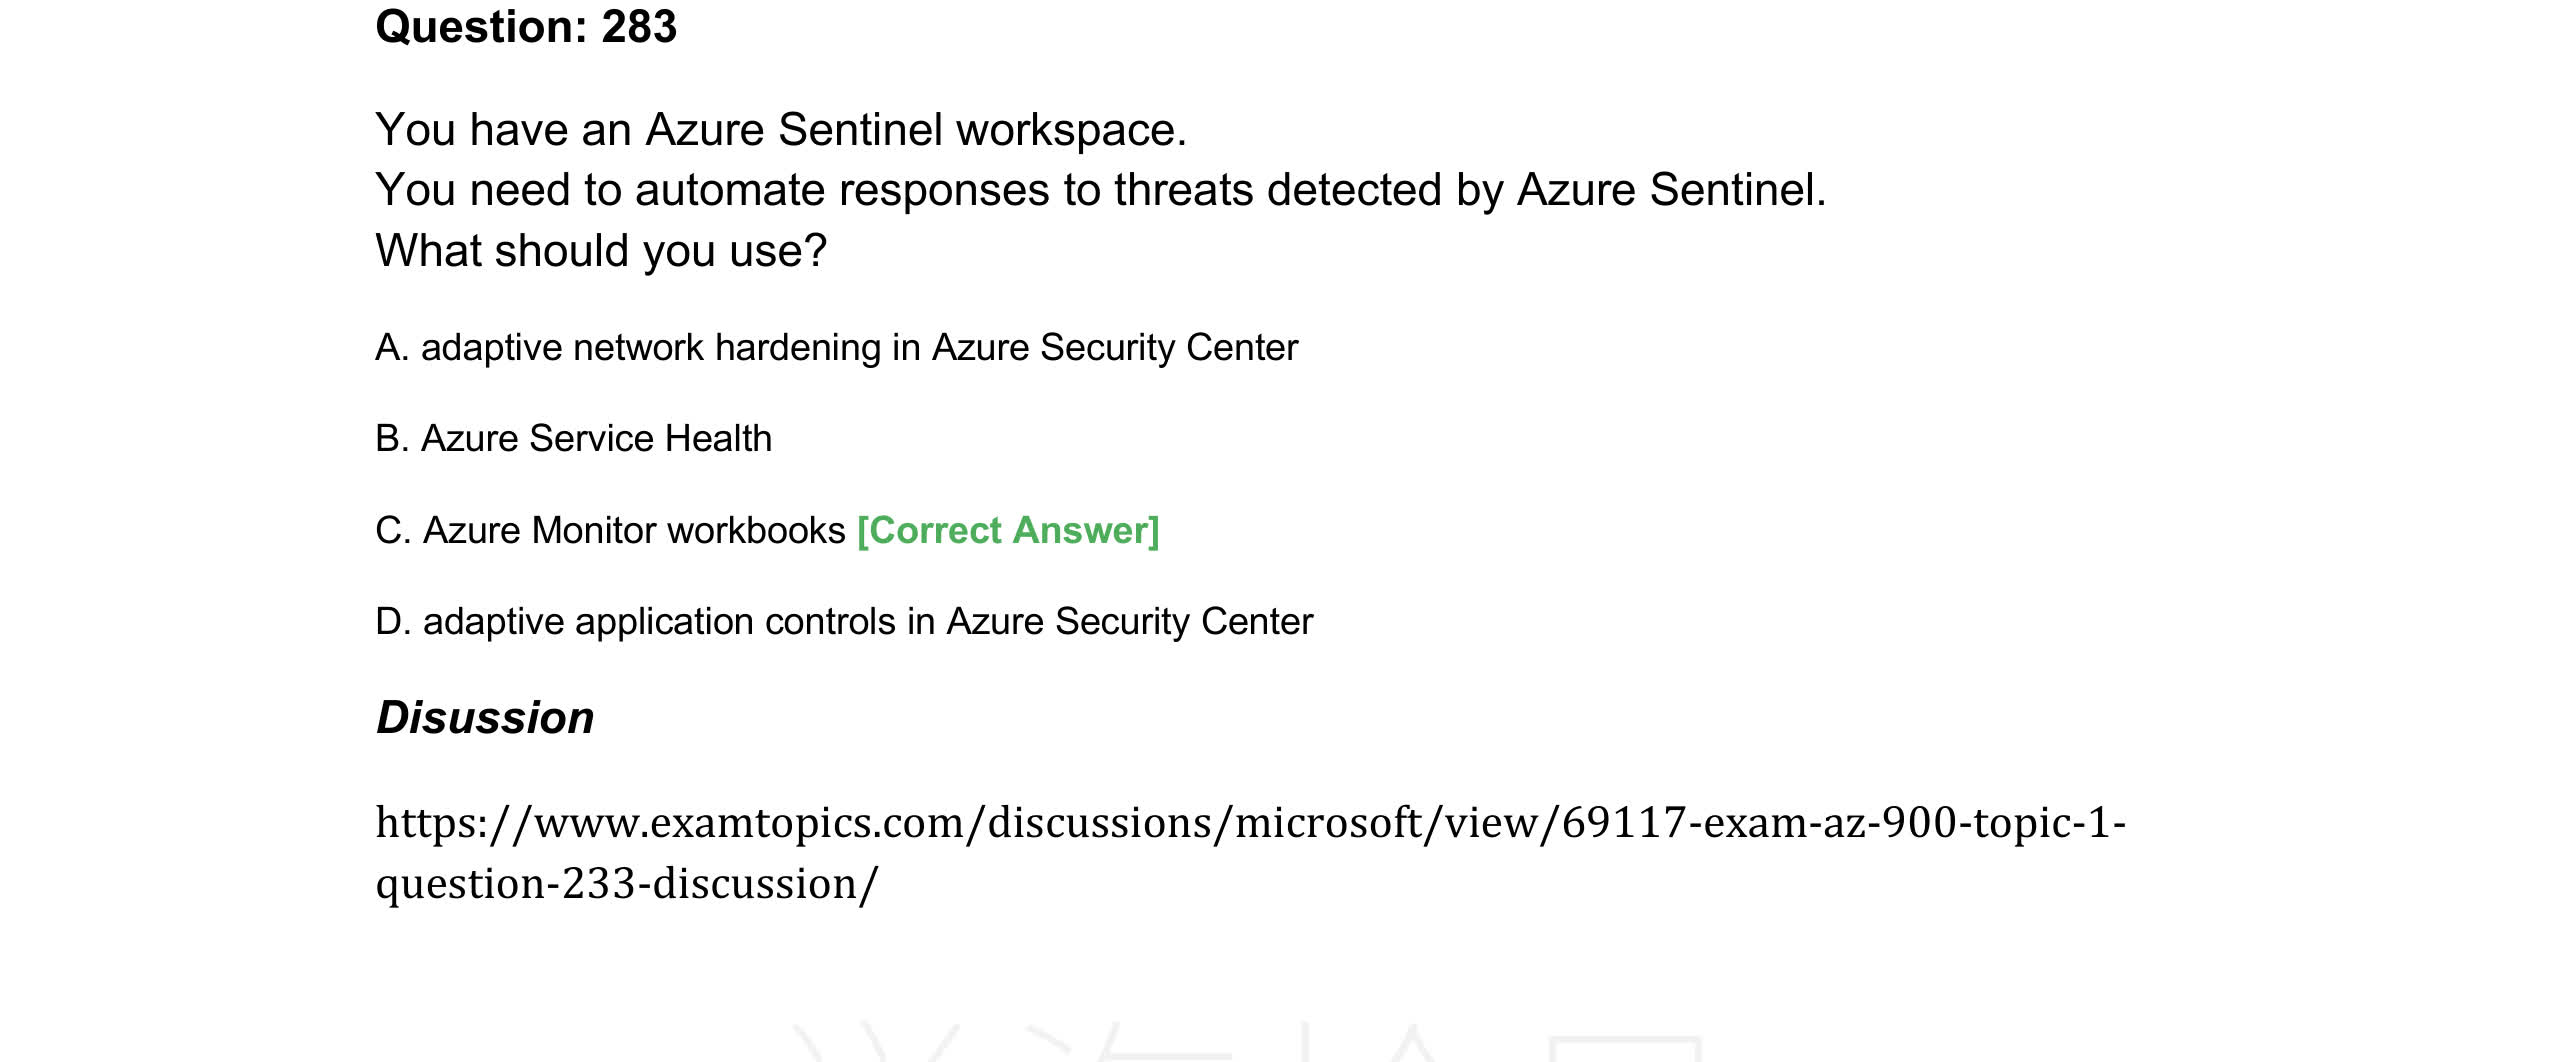 Question: 283
You have an Azure Sentinel workspace.
You need to automate responses to threats detected by Azure Sentinel.
What should you use?
A. adaptive network hardening in Azure Security Center
B. Azure Service Health
C. Azure Monitor workbooks [Correct Answer]
D. adaptive application controls in Azure Security Center
Disussion
https://www.examtopics.com/discussions/microsoft/view/69117-exam-az-900-topic-1-
question-233-discussion/